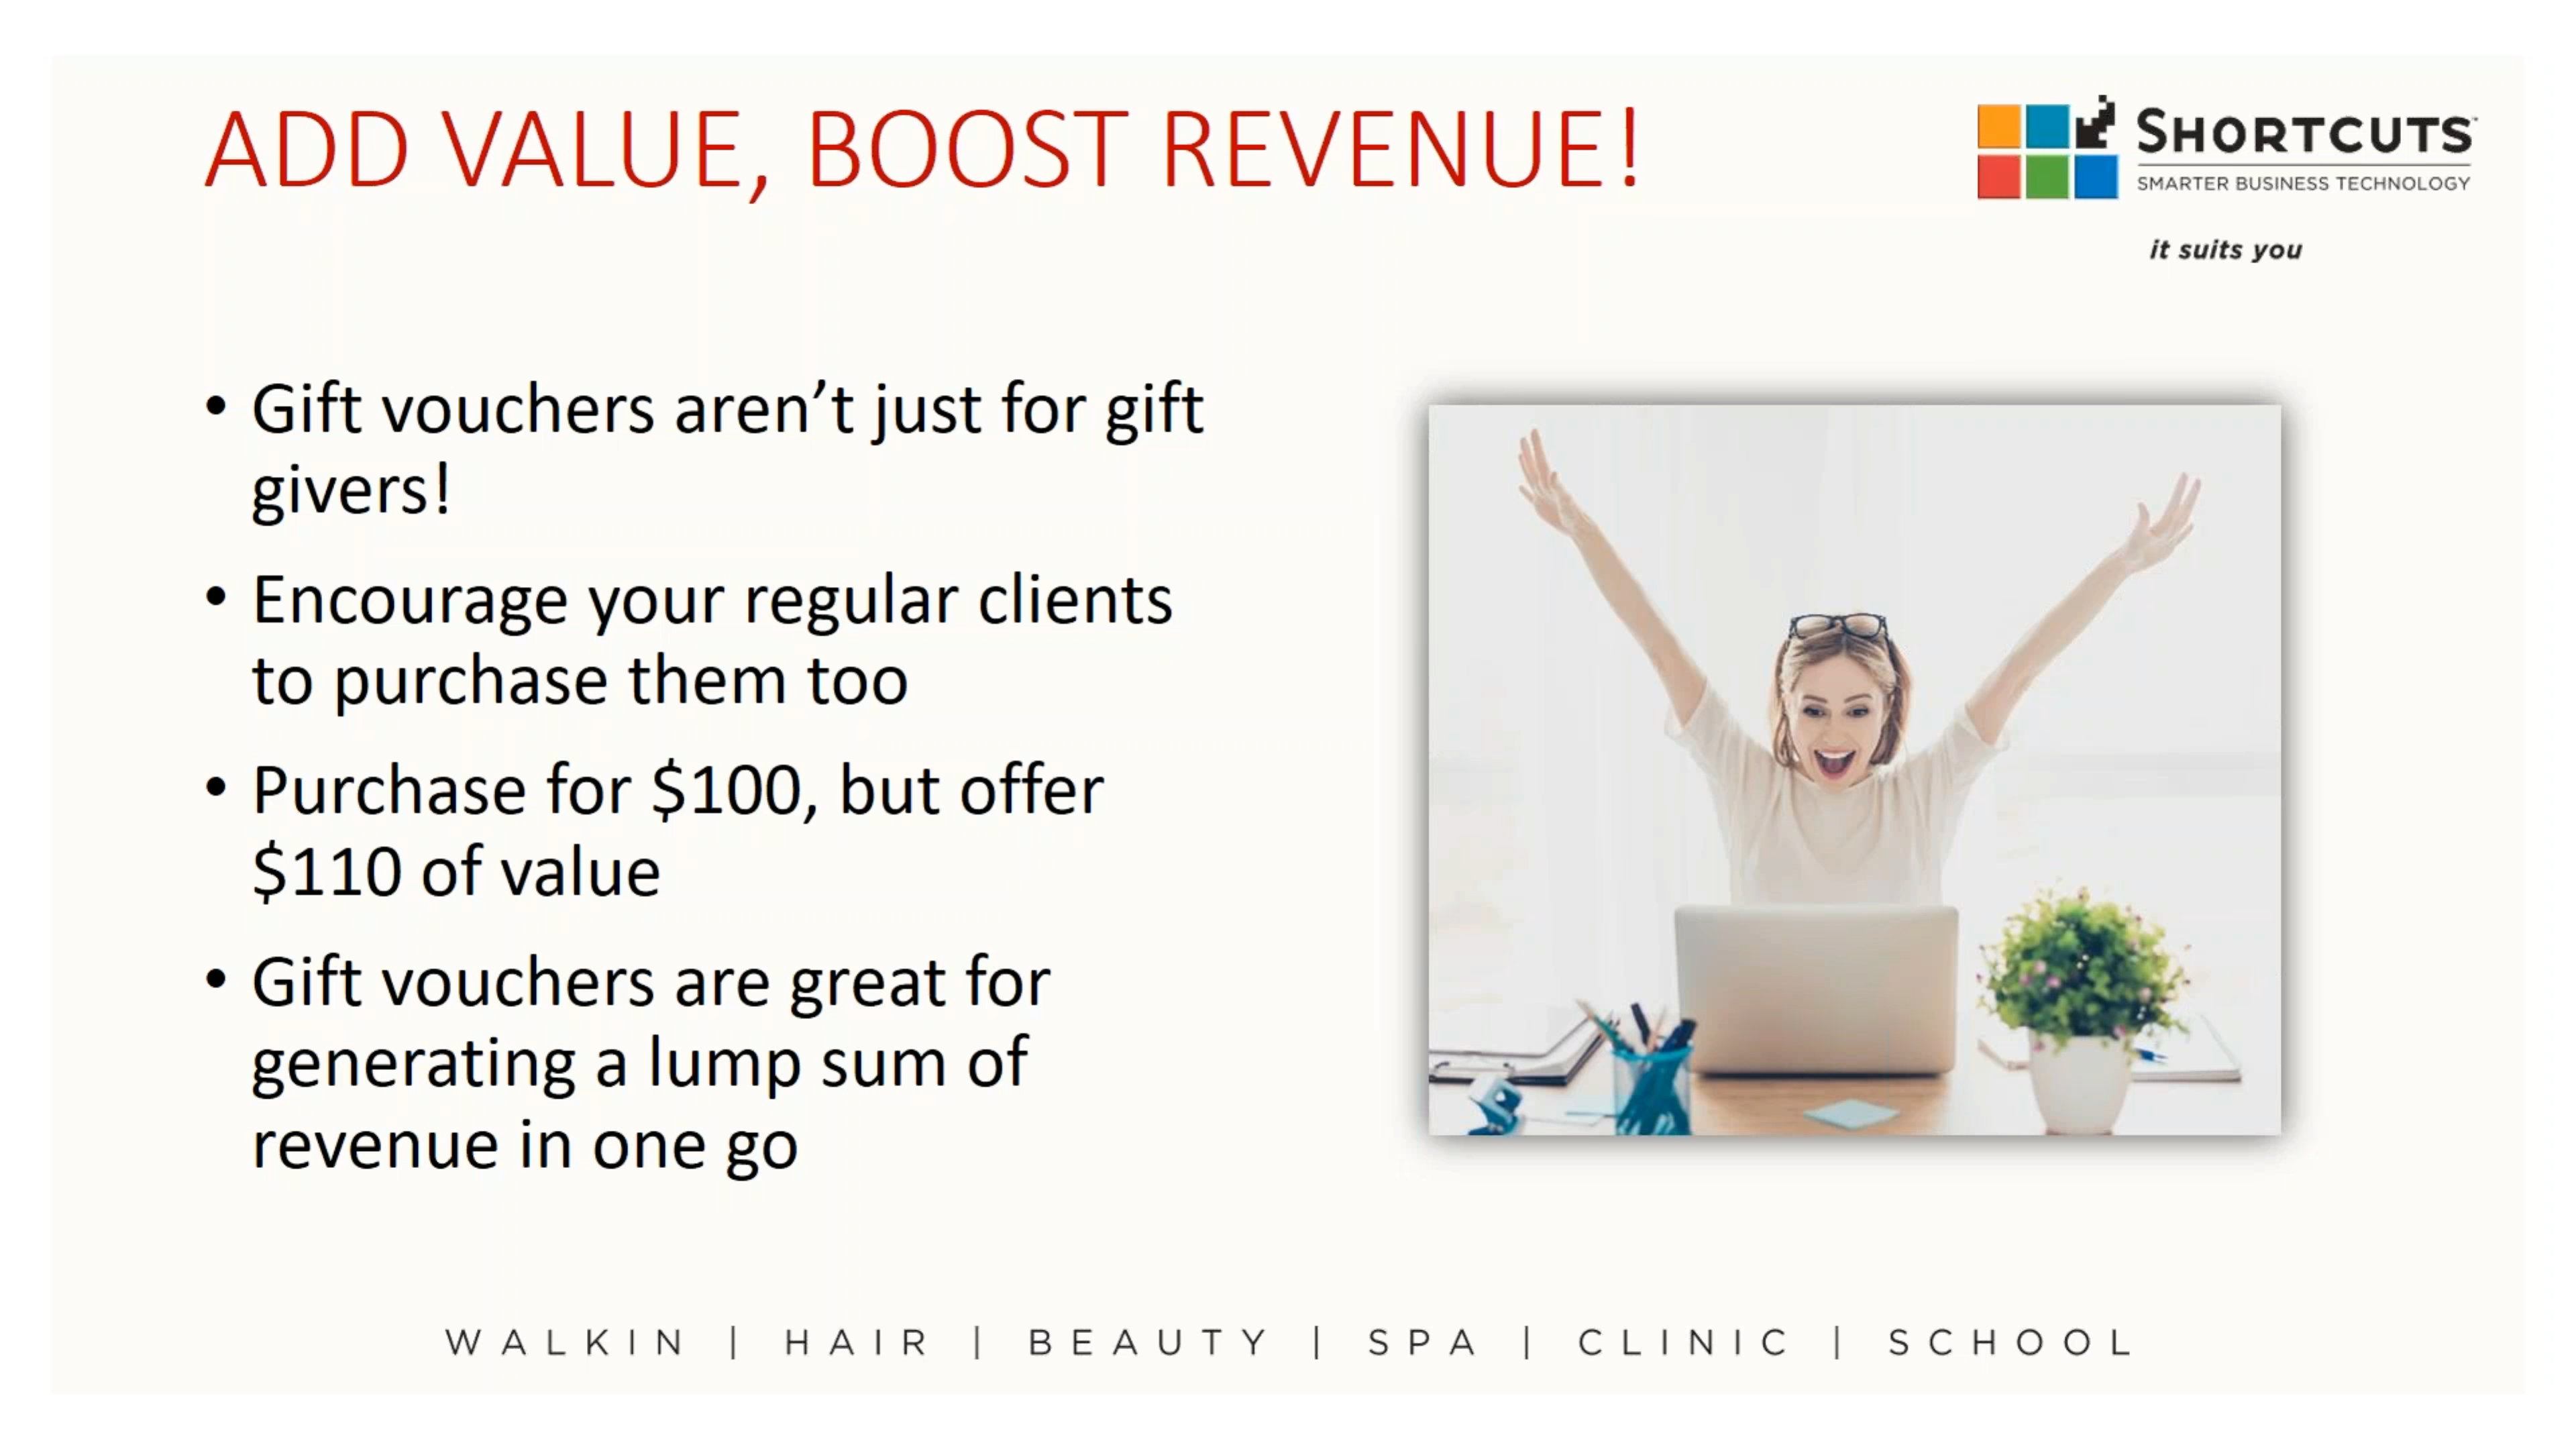 ADD VALUE, BOOST REVENUE!
SHORTCUTS™
SMARTER BUSINESS TECHNOLOGY
it suits you
• Gift vouchers aren’t just for gift
givers!
• Encourage your regular clients
to purchase them too
• Purchase for $100, but offer
$110 of value
• Gift vouchers are great for
generating a lump sum of
revenue in one go
WALKIN | HAIR | BEAUTY | SPA | CLINIC | SCHOOL